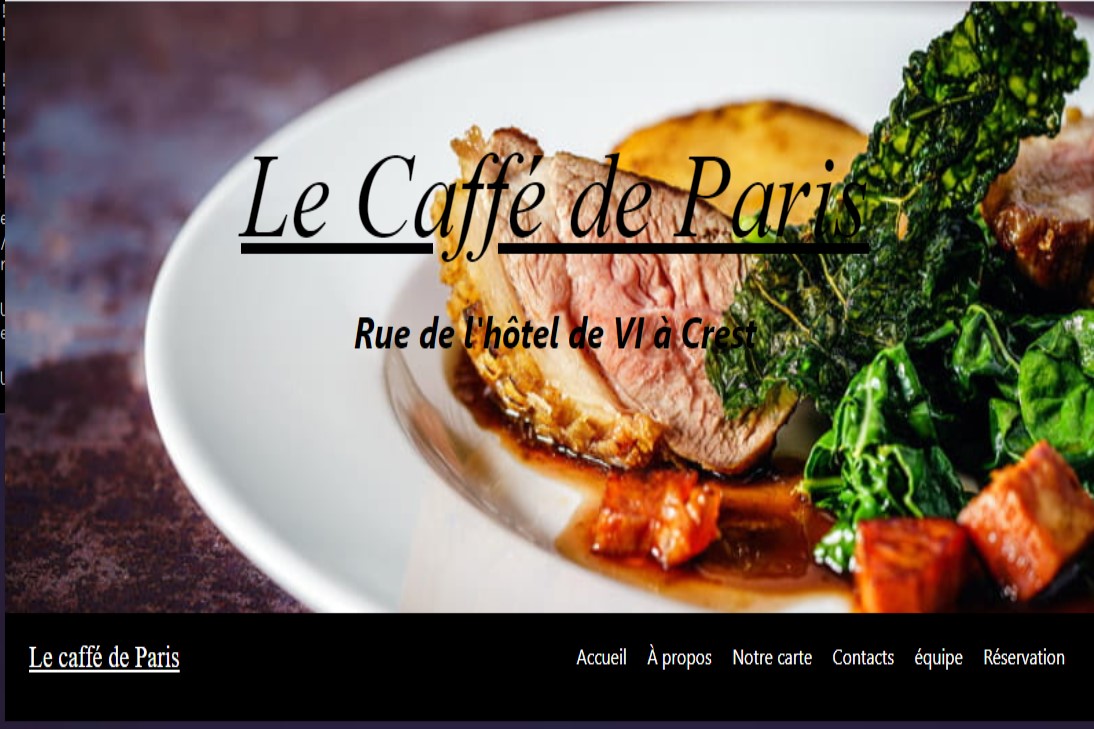 Le Caffé de Paris
Rue de l'hôtel de VI à Crest
Le caffé de Paris
Accueil À propos Notre carte Contacts équipe Réservation